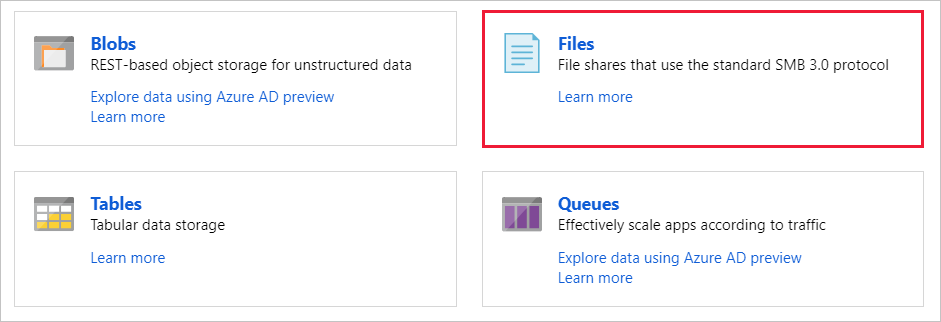 Blobs
REST-based object storage for unstructured data
Explore data using Azure AD preview
Learn more
Files
File shares that use the standard SMB 3.0 protocol
Learn more
Tables
Tabular data storage
Learn more
Queues
Effectively scale apps according to traffic
Explore data using Azure AD preview
Learn more